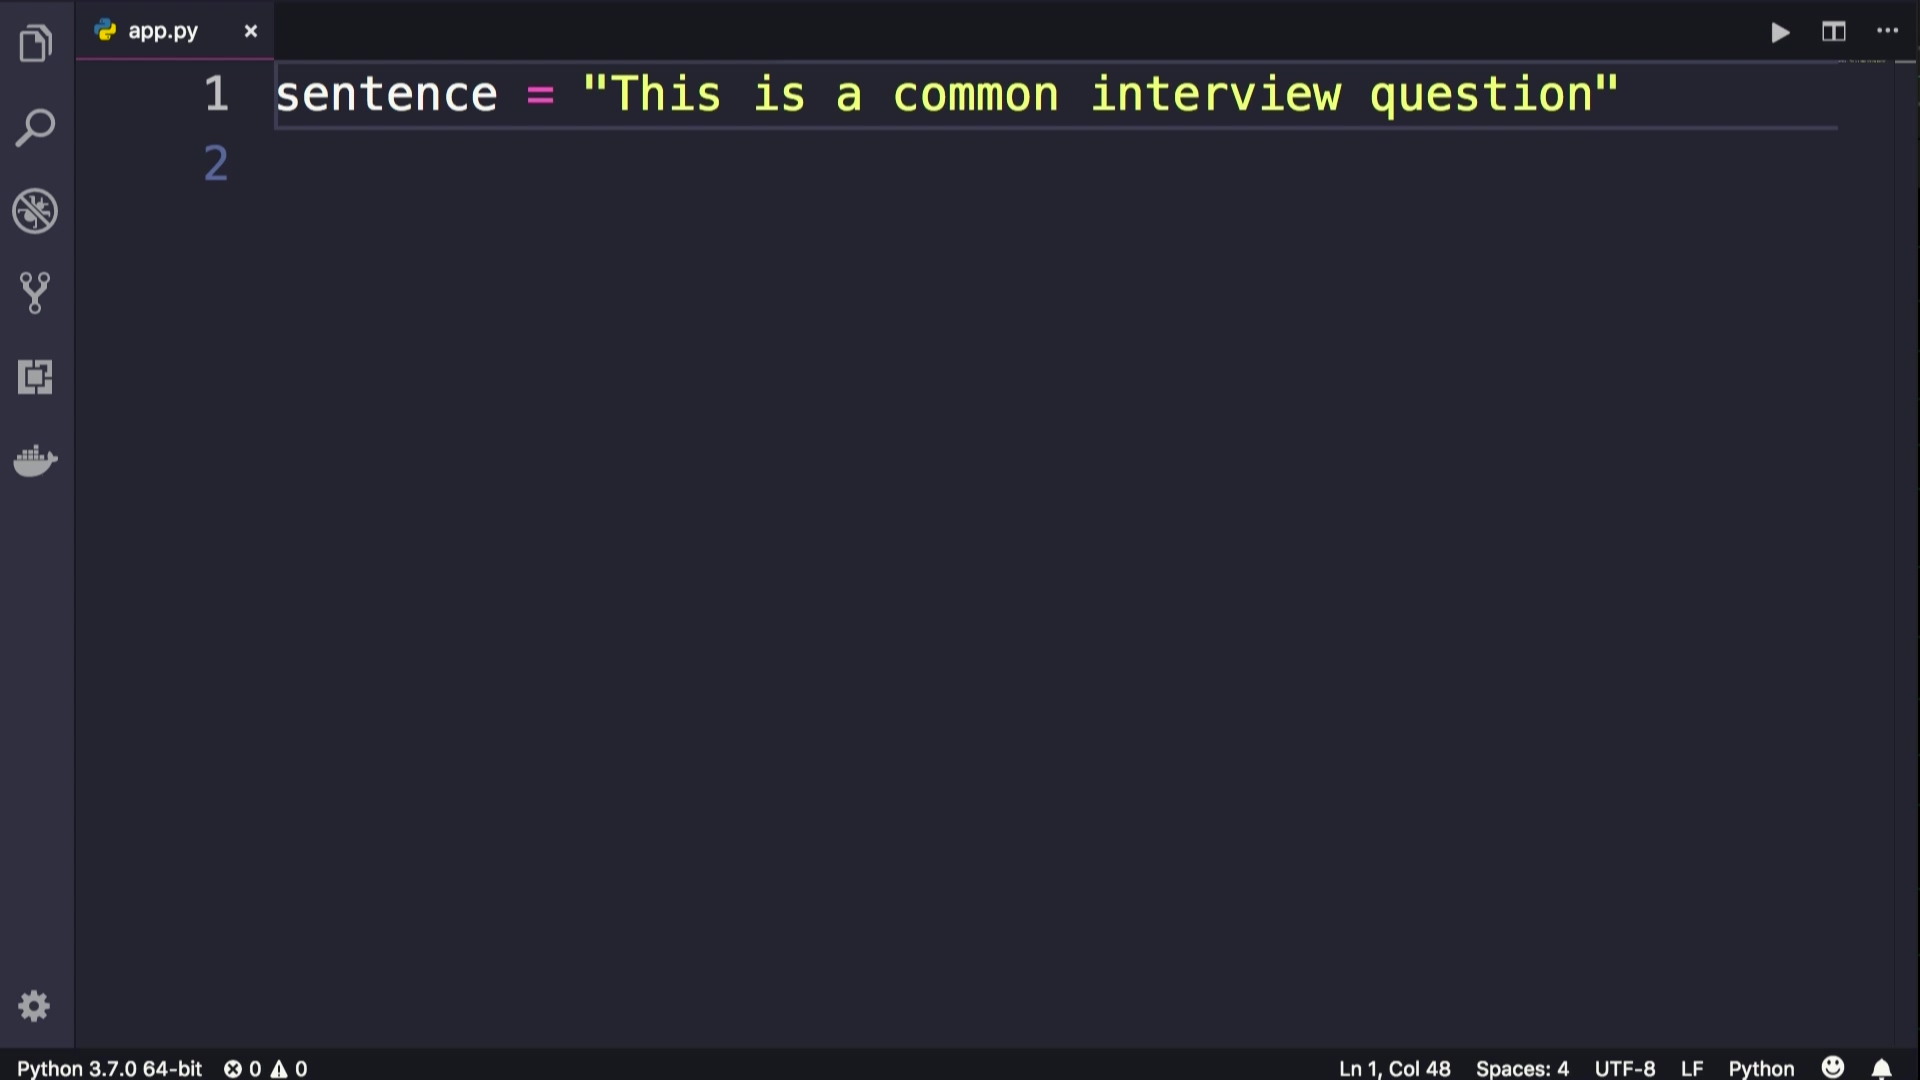 app.py ×
1 sentence = "This is a common interview question"
2
Python 3.7.0 64-bit 0 0 Ln 1, Col 48 Spaces: 4 UTF-8 LF Python